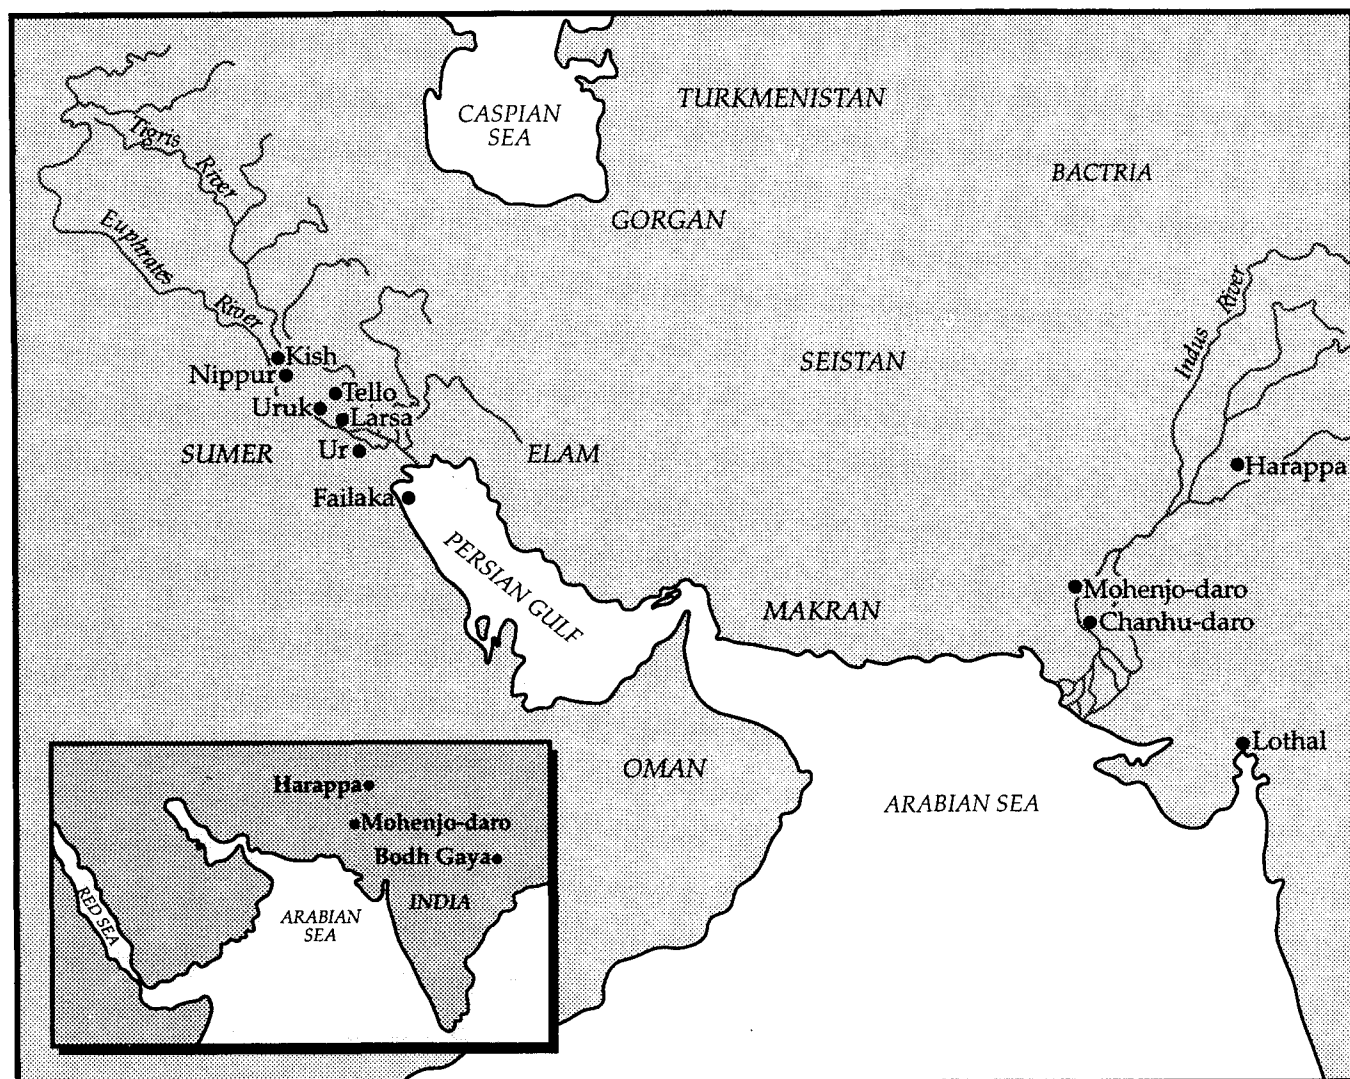 CASPIAN
SEA
TURKMENISTAN
BACTRIA
GORGAN
Tigris
River
Euphrates
River
Indus
River
Kish
Nippur
Tello
Uruk
Larsa
SUMER
Ur
ELAM
SEISTAN
Failaka
Harappa
PERSIAN GULF
MAKRAN
Mohenjo-daro
Chanhu-daro
Lothal
OMAN
ARABIAN SEA
Harappa
Mohenjo-daro
Bodh Gaya
INDIA
RED SEA
ARABIAN
SEA